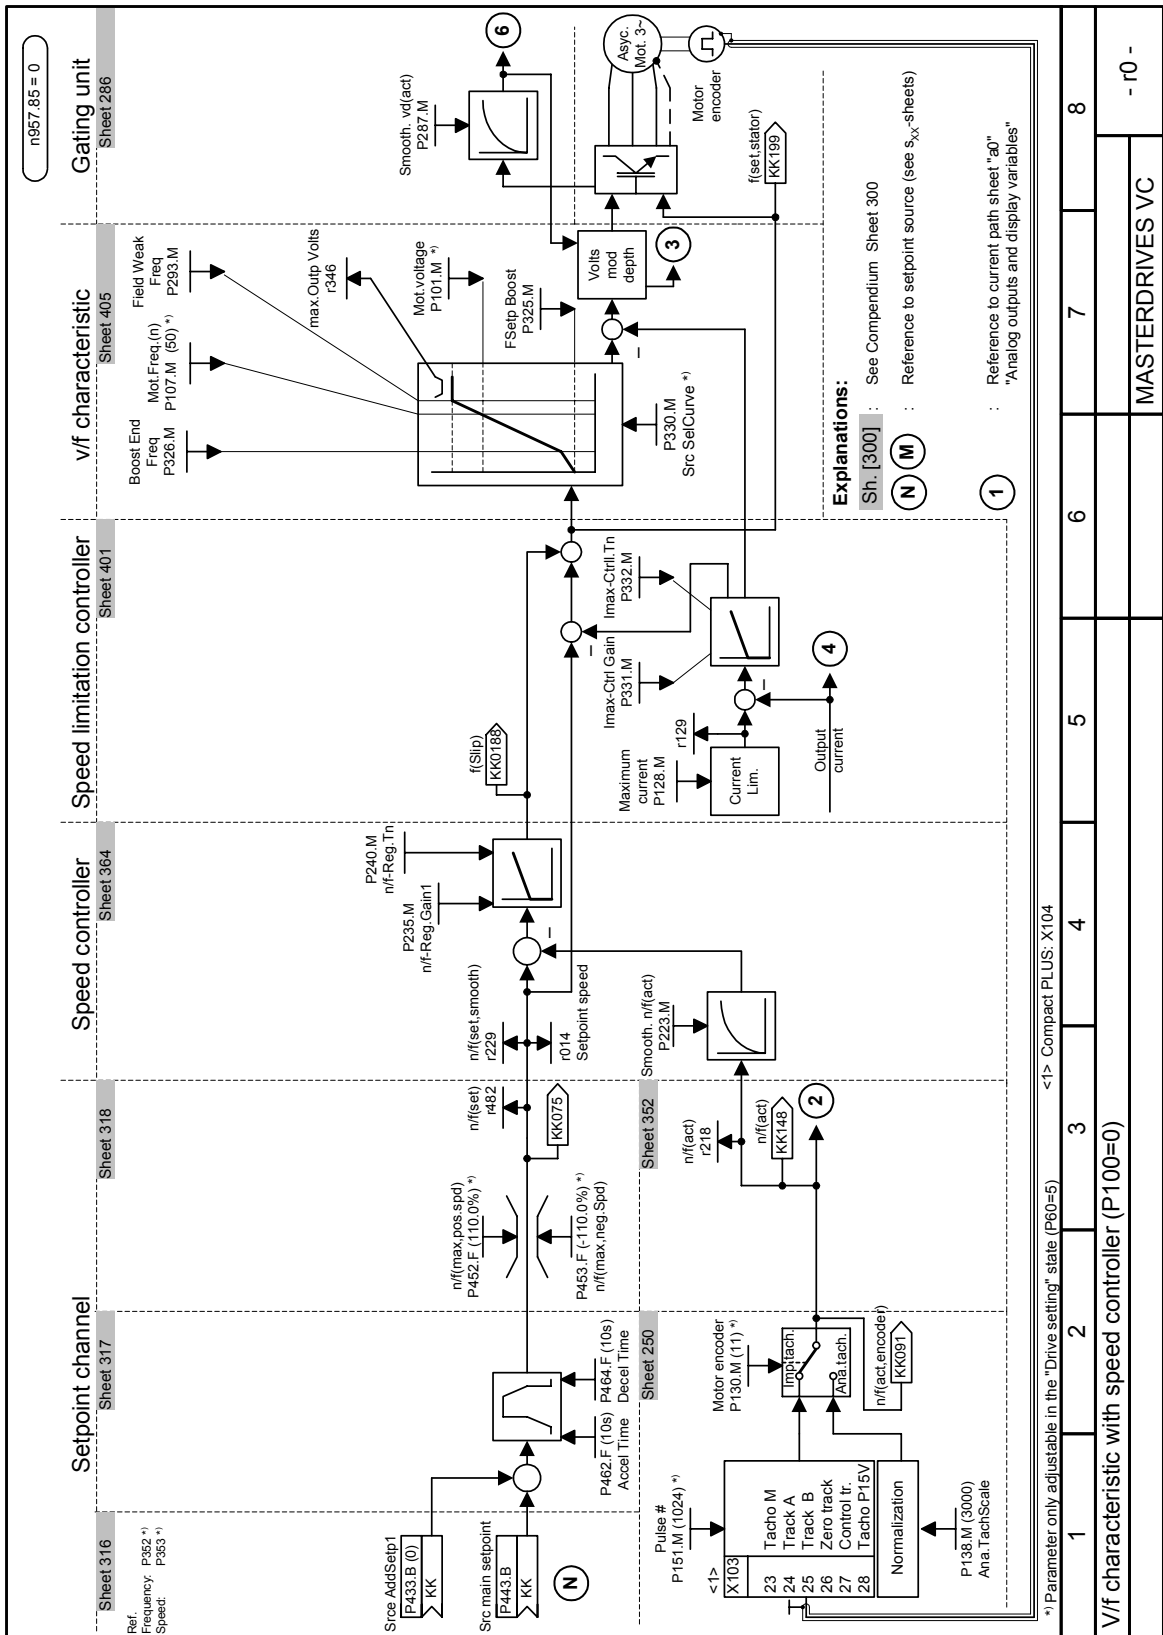 n957.85 = 0
Setpoint channel
Speed controller
Speed limitation controller
v/f characteristic
Gating unit
Sheet 316
Sheet 317
Sheet 318
Sheet 364
Sheet 401
Sheet 405
Sheet 286
Ref.
Frequency: P352 *)
Speed: P353 *)
Srce AddSetp1
P433.B (0)
KK
Src main setpoint
P443.B
KK
N
P462.F (10s)
Accel Time
P464.F (10s)
Decel Time
n/f(max,pos.spd)
P452.F (110.0%) *)
P453.F (-110.0%) *)
n/f(max,neg.Spd)
n/f(set)
r482
KK075
n/f(set,smooth)
r229
r014
Setpoint speed
P235.M
n/f-Reg.Gain1
P240.M
n/f-Reg.Tn
–
f(Slip)
KK0188
–
Maximum
current
P128.M
r129
Current
Lim.
–
Output
current
4
Imax-Ctrl Gain
P331.M
Imax-Ctrll.Tn
P332.M
Boost End
Freq
P326.M
Mot.Freq.(n)
P107.M (50) *)
Field Weak
Freq
P293.M
max.Outp Volts
r346
Mot.voltage
P101.M *)
FSetp Boost
P325.M
P330.M
Src SelCurve *)
–
Volts
mod
depth
3
Smooth. vd(act)
P287.M
6
Asyc.
Mot. 3~
Motor
encoder
f(set,stator)
KK199
Sheet 250
Sheet 352
Pulse #
P151.M (1024) *)
<1>
X103
23 Tacho M
24 Track A
25 Track B
26 Zero track
27 Control tr.
28 Tacho P15V
Normalization
P138.M (3000)
Ana.TachScale
Motor encoder
P130.M (11) *)
Imp.tach.
Ana.tach.
n/f(act,encoder)
KK091
n/f(act)
r218
n/f(act)
KK148
2
Smooth. n/f(act)
P223.M
Explanations:
Sh. [300] : See Compendium Sheet 300
N M : Reference to setpoint source (see sXX-sheets)
1 : Reference to current path sheet "a0"
"Analog outputs and display variables"
*) Parameter only adjustable in the "Drive setting" state (P60=5)
<1> Compact PLUS: X104
1 2 3 4 5 6 7 8
V/f characteristic with speed controller (P100=0)
- r0 -
MASTERDRIVES VC